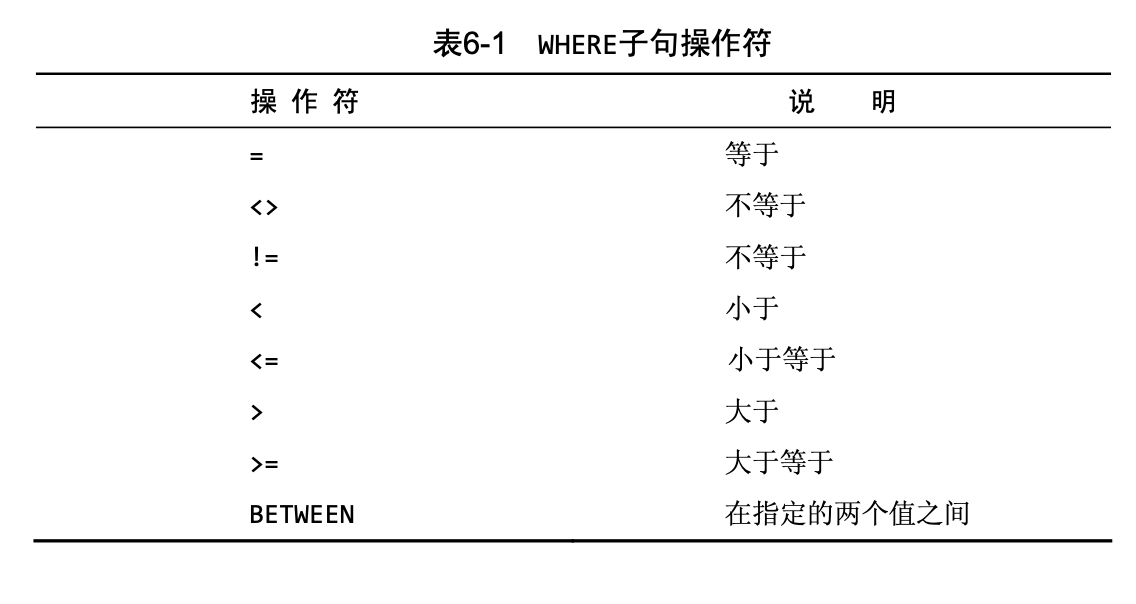 表6-1 WHERE子句操作符
操 作 符 说 明
= 等于
<> 不等于
!= 不等于
< 小于
<= 小于等于
> 大于
>= 大于等于
BETWEEN 在指定的两个值之间